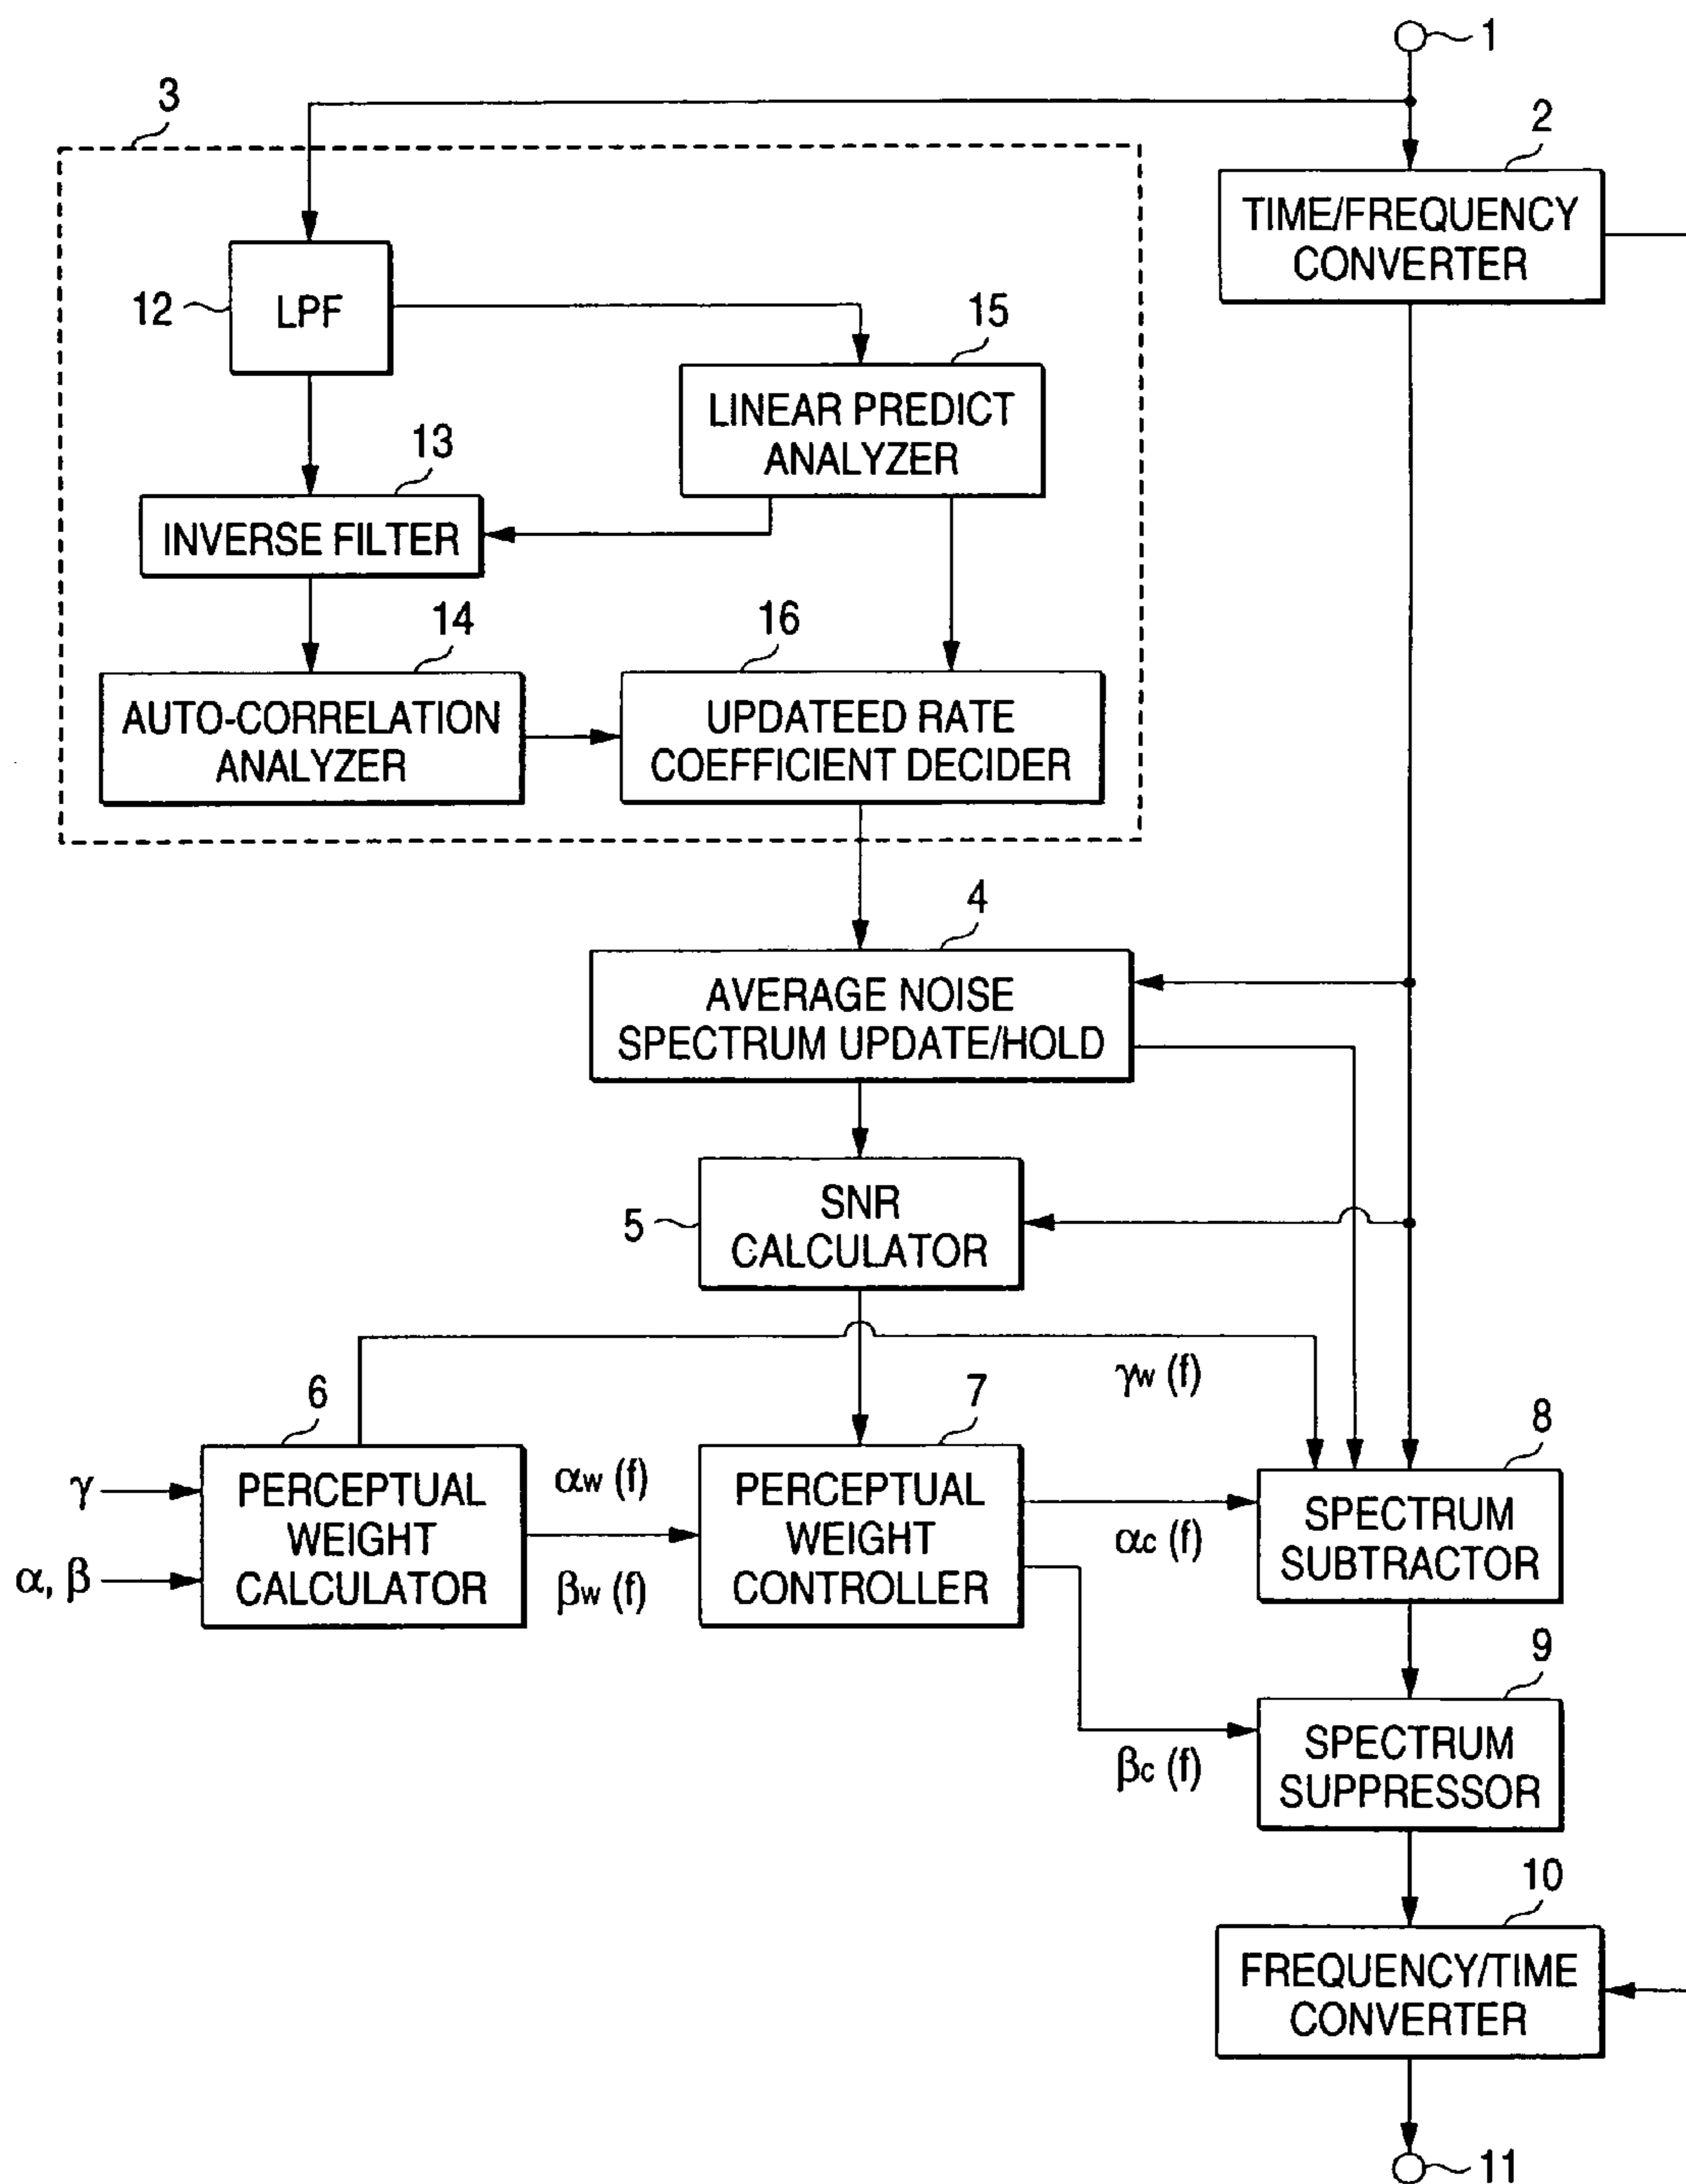 1
3
2
TIME/FREQUENCY
CONVERTER
12
LPF
15
LINEAR PREDICT
ANALYZER
13
INVERSE FILTER
14
AUTO-CORRELATION
ANALYZER
16
UPDATEED RATE
COEFFICIENT DECIDER
4
AVERAGE NOISE
SPECTRUM UPDATE/HOLD
5
SNR
CALCULATOR
γw (f)
6
γ
α, β
PERCEPTUAL
WEIGHT
CALCULATOR
αw (f)
βw (f)
7
PERCEPTUAL
WEIGHT
CONTROLLER
αc (f)
βc (f)
8
SPECTRUM
SUBTRACTOR
9
SPECTRUM
SUPPRESSOR
10
FREQUENCY/TIME
CONVERTER
11